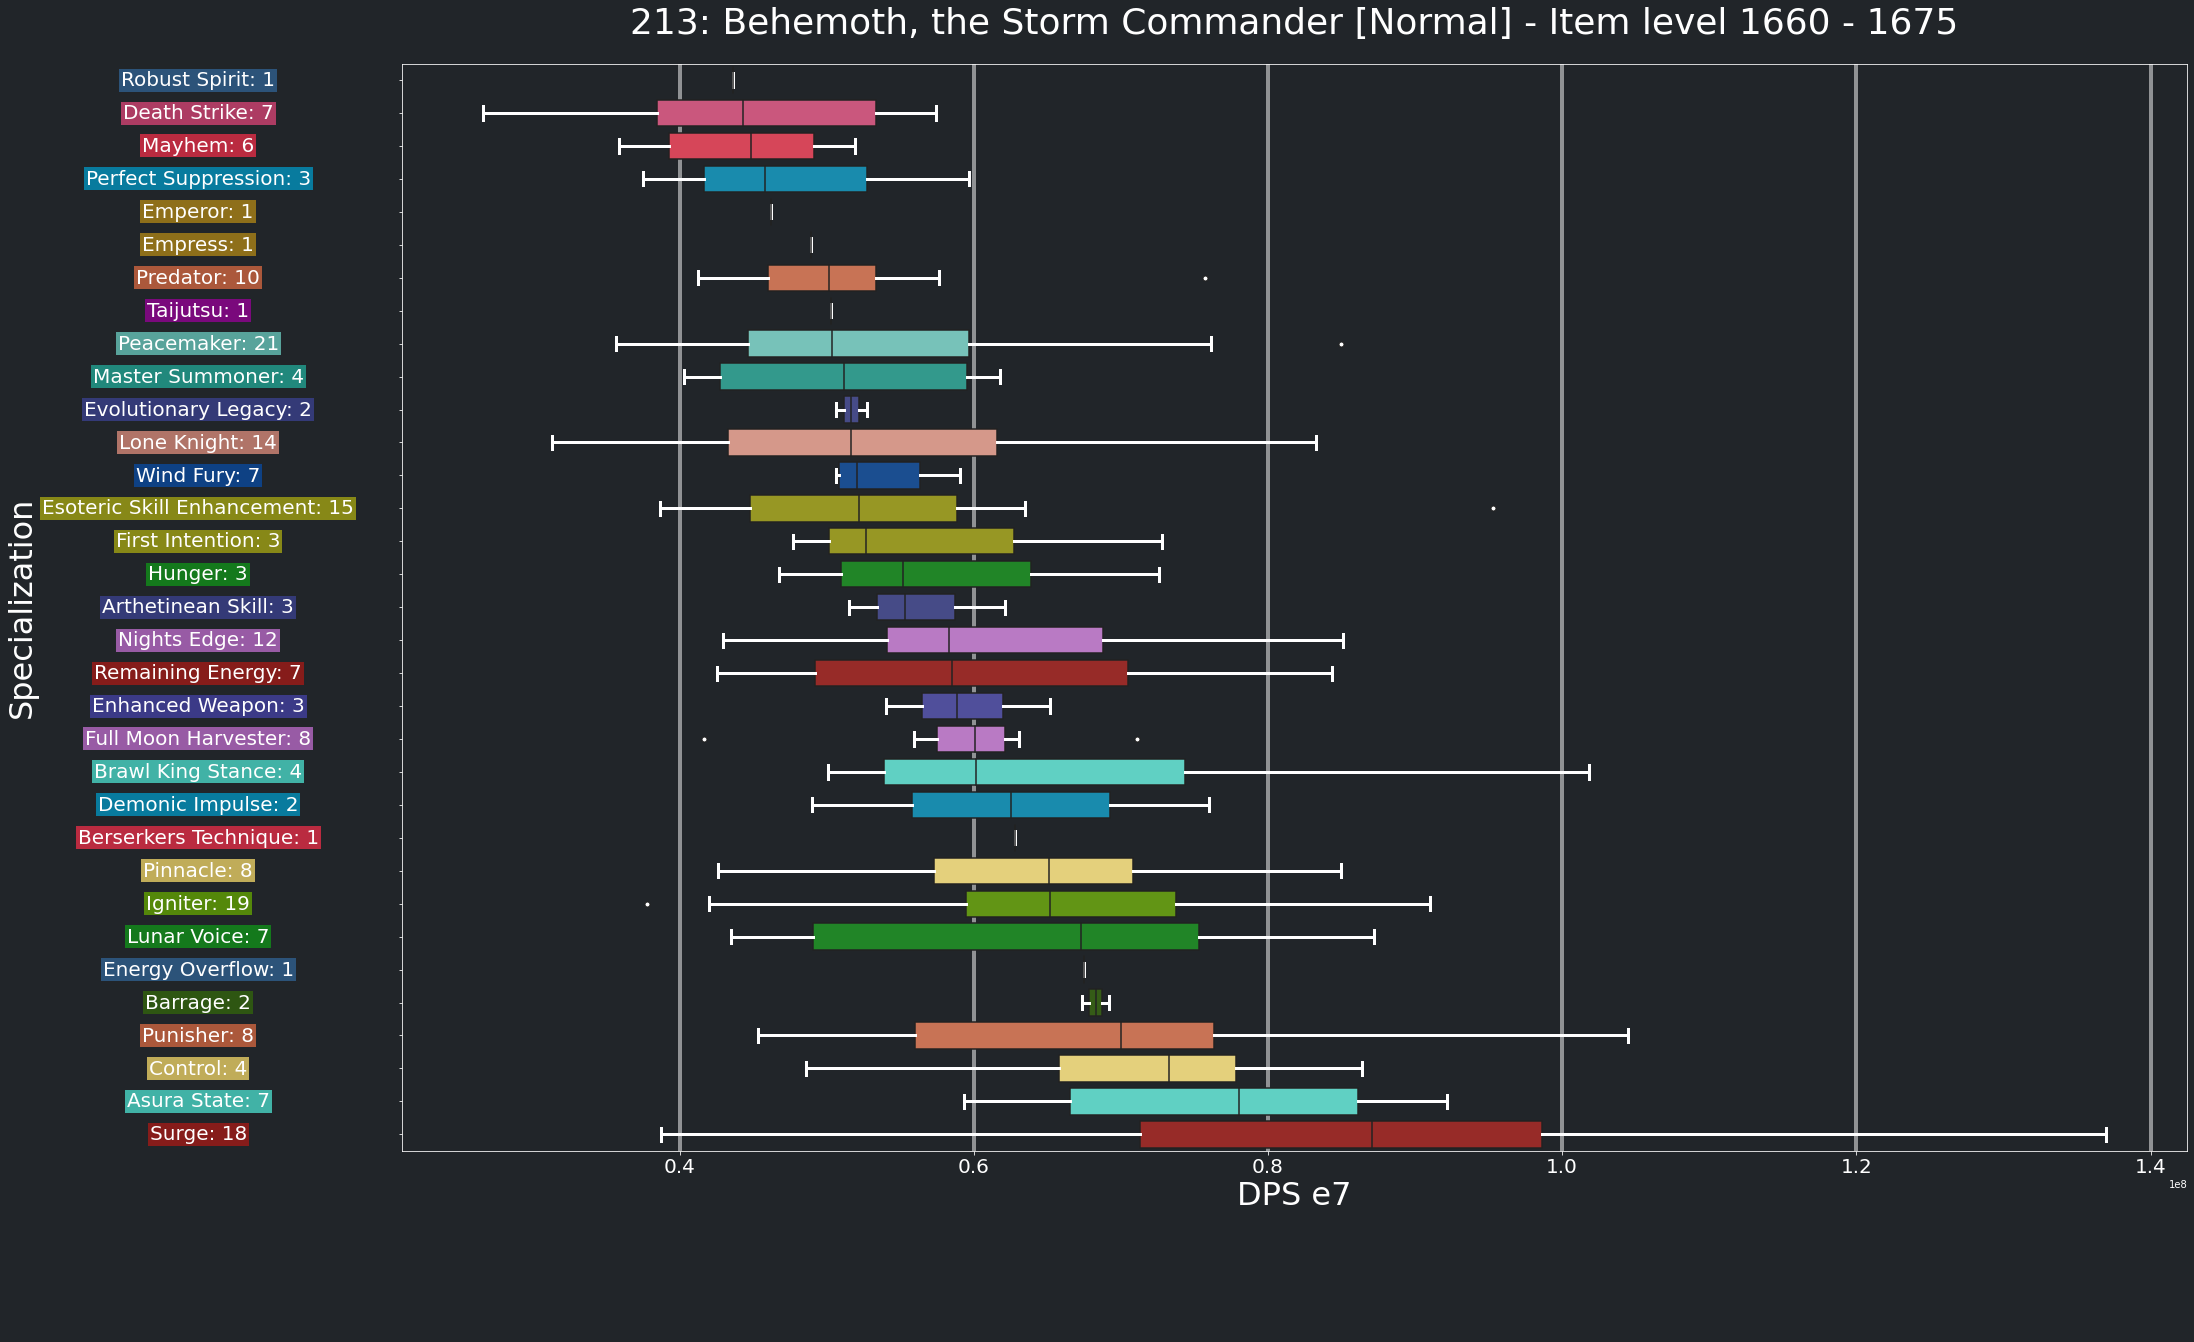 213: Behemoth, the Storm Commander [Normal] - Item level 1660 - 1675
Robust Spirit: 1
Death Strike: 7
Mayhem: 6
Perfect Suppression: 3
Emperor: 1
Empress: 1
Predator: 10
Taijutsu: 1
Peacemaker: 21
Master Summoner: 4
Evolutionary Legacy: 2
Lone Knight: 14
Wind Fury: 7
Esoteric Skill Enhancement: 15
First Intention: 3
Hunger: 3
Arthetinean Skill: 3
Nights Edge: 12
Remaining Energy: 7
Enhanced Weapon: 3
Full Moon Harvester: 8
Brawl King Stance: 4
Demonic Impulse: 2
Berserkers Technique: 1
Pinnacle: 8
Igniter: 19
Lunar Voice: 7
Energy Overflow: 1
Barrage: 2
Punisher: 8
Control: 4
Asura State: 7
Surge: 18
Specialization
0.4 0.6 0.8 1.0 1.2 1.4
1e8
DPS e7